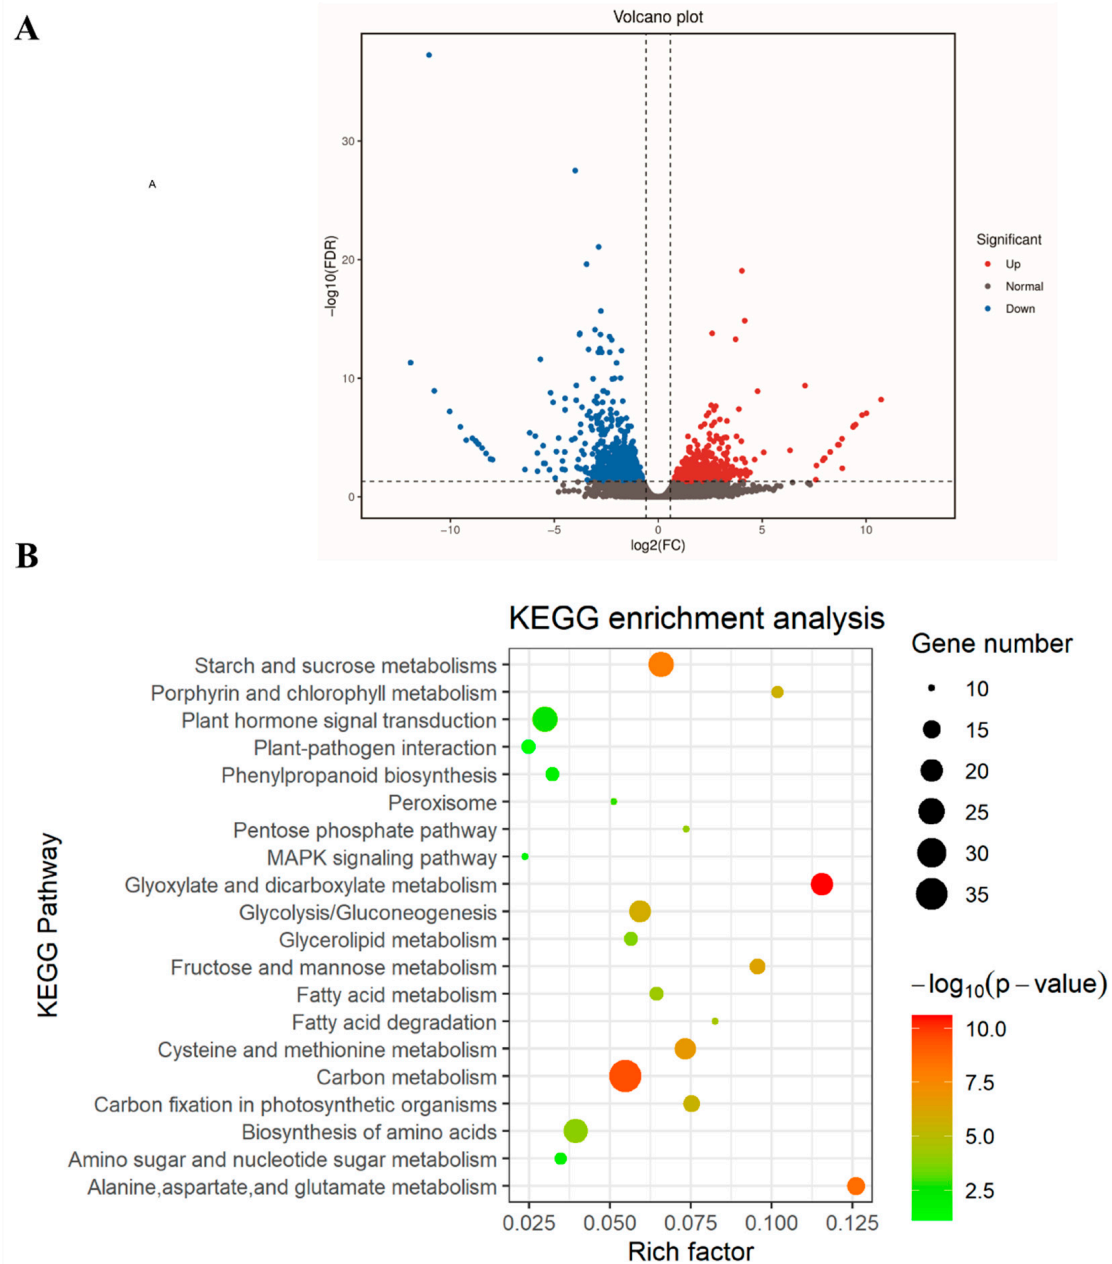 A
Volcano plot
A
30
20
10
0
−log10(FDR)
−10
−5
0
5
10
log2(FC)
Significant
Up
Normal
Down
B
KEGG enrichment analysis
KEGG Pathway
Starch and sucrose metabolisms
Porphyrin and chlorophyll metabolism
Plant hormone signal transduction
Plant-pathogen interaction
Phenylpropanoid biosynthesis
Peroxisome
Pentose phosphate pathway
MAPK signaling pathway
Glyoxylate and dicarboxylate metabolism
Glycolysis/Gluconeogenesis
Glycerolipid metabolism
Fructose and mannose metabolism
Fatty acid metabolism
Fatty acid degradation
Cysteine and methionine metabolism
Carbon metabolism
Carbon fixation in photosynthetic organisms
Biosynthesis of amino acids
Amino sugar and nucleotide sugar metabolism
Alanine,aspartate,and glutamate metabolism
0.025
0.050
0.075
0.100
0.125
Rich factor
Gene number
10
15
20
25
30
35
−log₁₀(p−value)
10.0
7.5
5.0
2.5